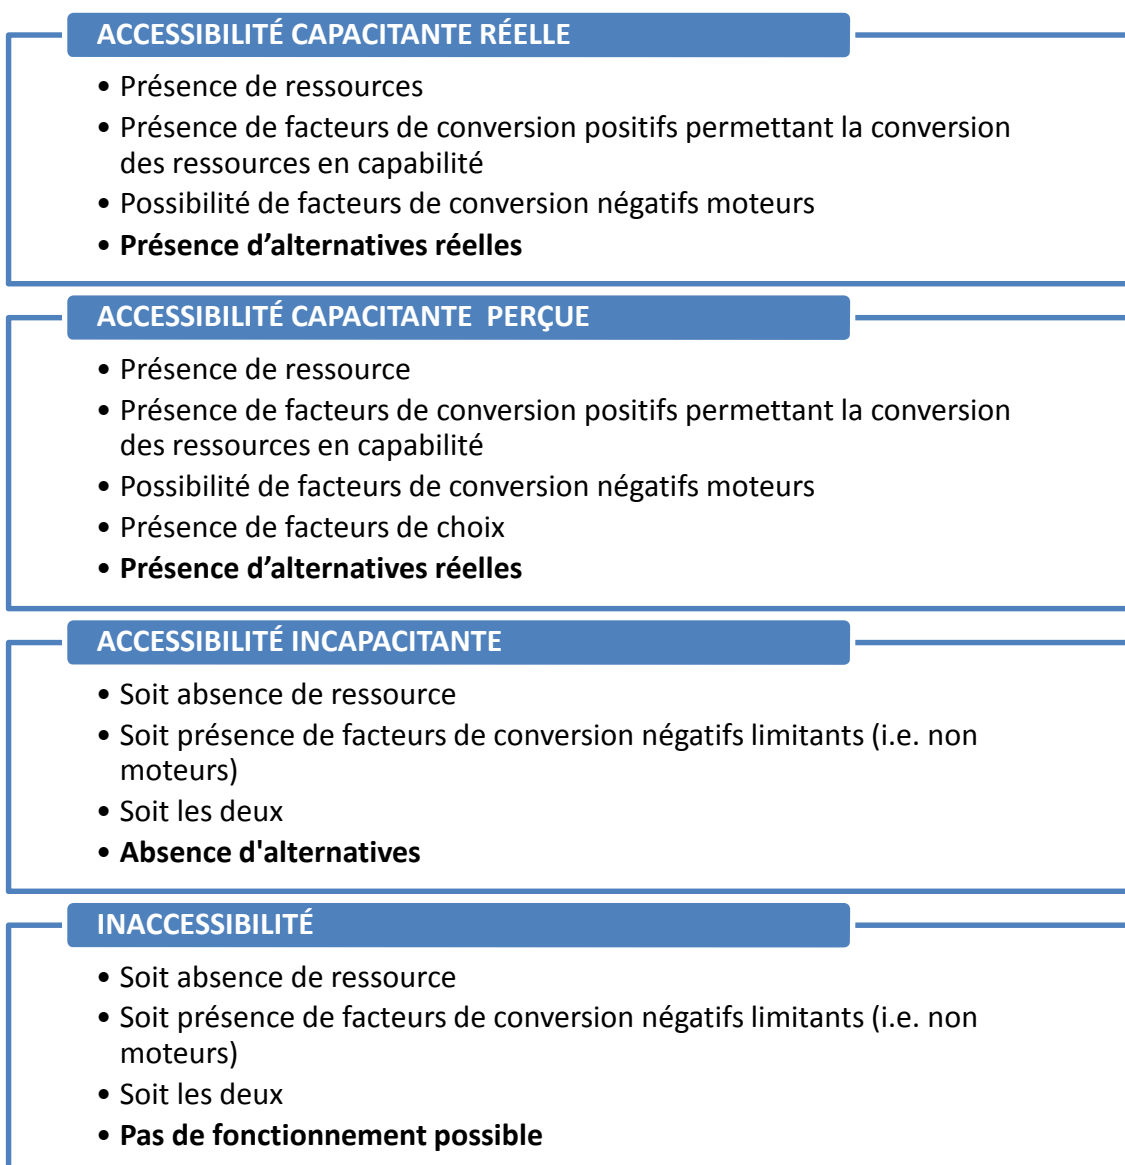 ACCESSIBILITÉ CAPACITANTE RÉELLE
• Présence de ressources
• Présence de facteurs de conversion positifs permettant la conversion
des ressources en capabilité
• Possibilité de facteurs de conversion négatifs moteurs
• Présence d’alternatives réelles
ACCESSIBILITÉ CAPACITANTE PERÇUE
• Présence de ressource
• Présence de facteurs de conversion positifs permettant la conversion
des ressources en capabilité
• Possibilité de facteurs de conversion négatifs moteurs
• Présence de facteurs de choix
• Présence d’alternatives réelles
ACCESSIBILITÉ INCAPACITANTE
• Soit absence de ressource
• Soit présence de facteurs de conversion négatifs limitants (i.e. non
moteurs)
• Soit les deux
• Absence d'alternatives
INACCESSIBILITÉ
• Soit absence de ressource
• Soit présence de facteurs de conversion négatifs limitants (i.e. non
moteurs)
• Soit les deux
• Pas de fonctionnement possible